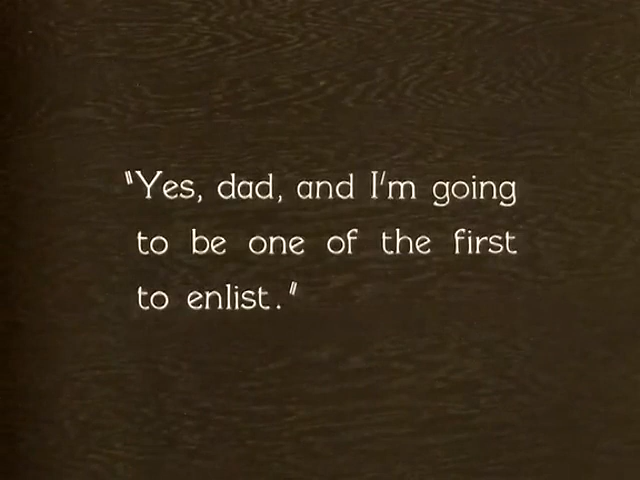 "Yes, dad, and I'm going
to be one of the first
to enlist."